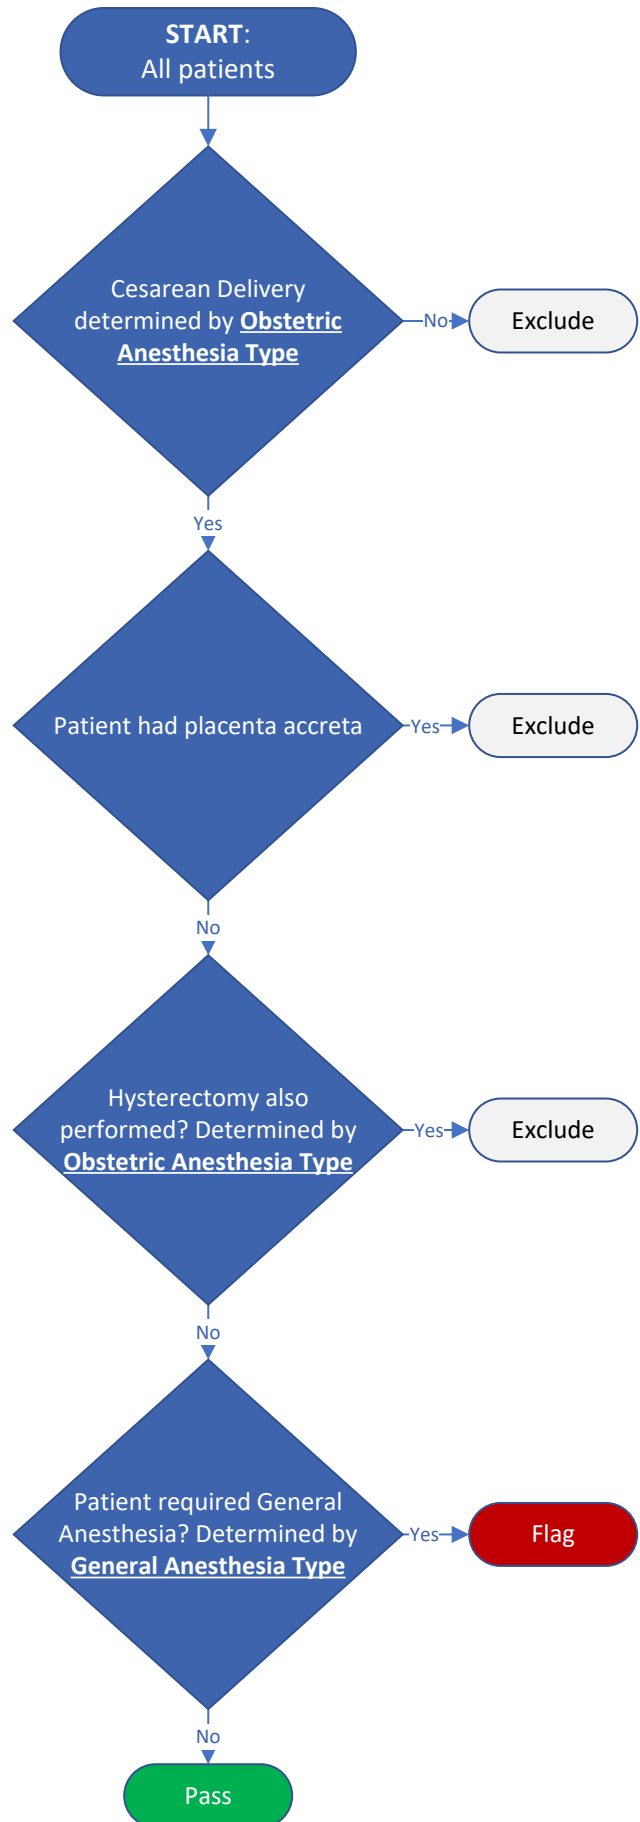 START:
All patients
Cesarean Delivery
determined by Obstetric
Anesthesia Type
No
Exclude
Yes
Patient had placenta accreta
Yes
Exclude
No
Hysterectomy also
performed? Determined by
Obstetric Anesthesia Type
Yes
Exclude
No
Patient required General
Anesthesia? Determined by
General Anesthesia Type
Yes
Flag
No
Pass